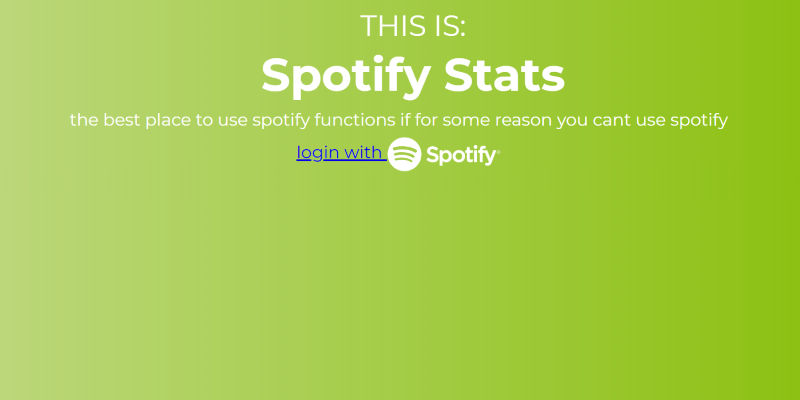 THIS IS:
Spotify Stats
the best place to use spotify functions if for some reason you cant use spotify
login with Spotify®